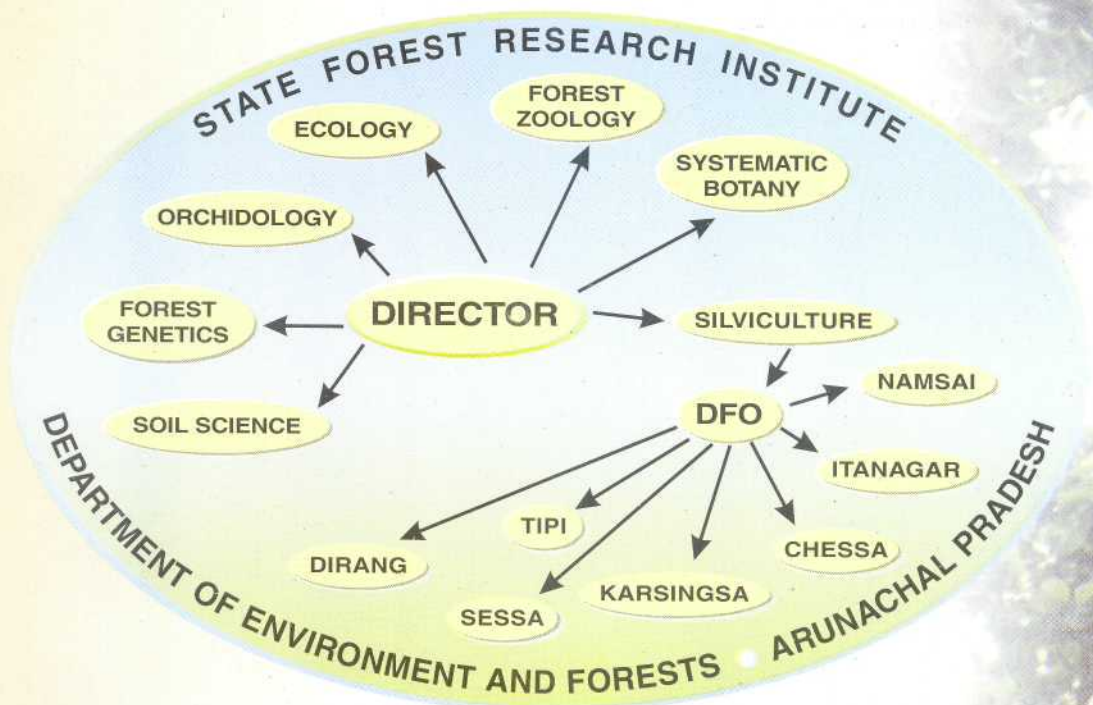 STATE FOREST RESEARCH INSTITUTE
FOREST
ZOOLOGY
ECOLOGY
SYSTEMATIC
BOTANY
ORCHIDOLOGY
DIRECTOR
FOREST
GENETICS
SILVICULTURE
NAMSAI
SOIL SCIENCE
DFO
ITANAGAR
TIPI
CHESSA
DIRANG
KARSINGSA
SESSA
DEPARTMENT OF ENVIRONMENT AND FORESTS • ARUNACHAL PRADESH